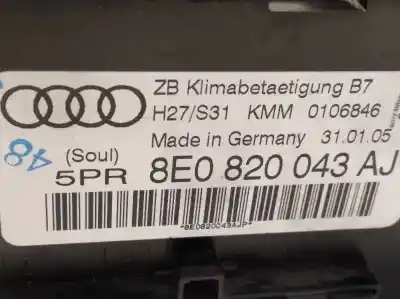 ZB Klimabetaetigung B7
H27/S31 KMM 0106846
Made in Germany 31.01.05
48
(Soul)
5PR 8E0 820 043 AJ
*8E0820043AJP*